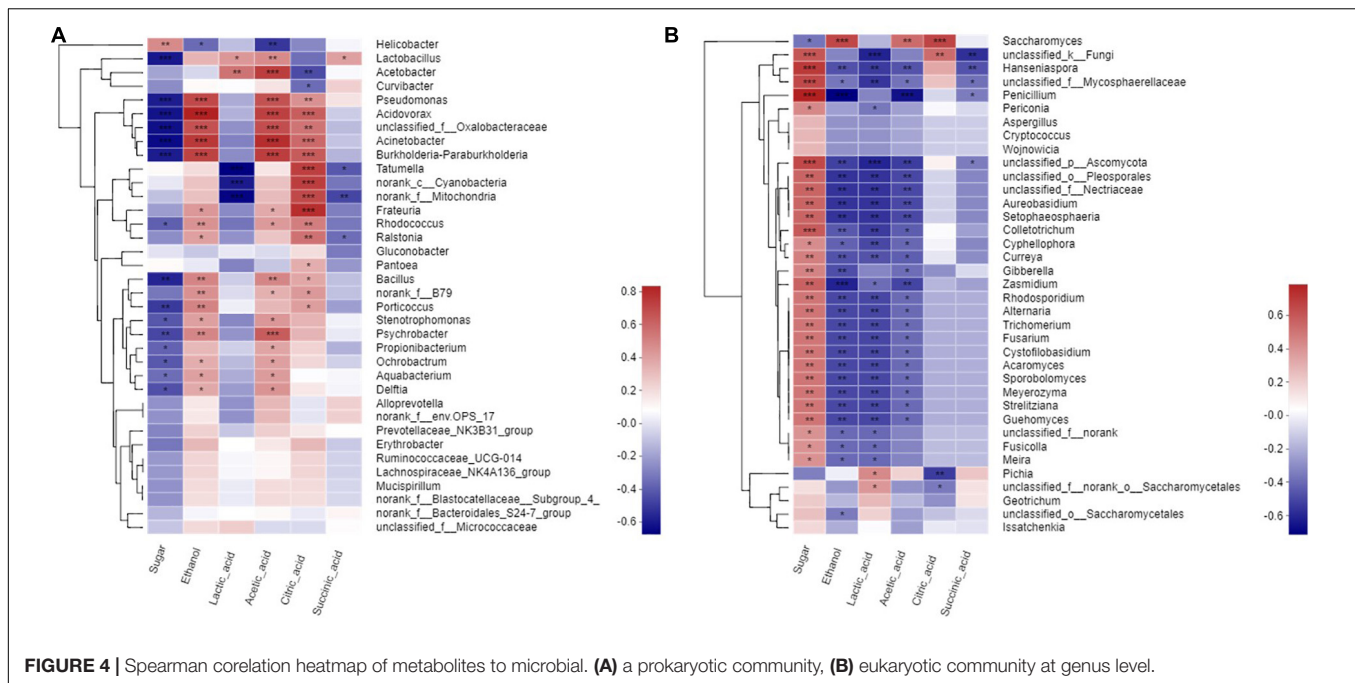 A
Helicobacter
Lactobacillus
Acetobacter
Curvibacter
Pseudomonas
Acidovorax
unclassified_f__Oxalobacteraceae
Acinetobacter
Burkholderia-Paraburkholderia
Tatumella
norank_c__Cyanobacteria
norank_f__Mitochondria
Frateuria
Rhodococcus
Ralstonia
Gluconobacter
Pantoea
Bacillus
norank_f__B79
Porticoccus
Stenotrophomonas
Psychrobacter
Propionibacterium
Ochrobactrum
Aquabacterium
Delftia
Alloprevotella
norank_f__env.OPS_17
Prevotellaceae_NK3B31_group
Erythrobacter
Ruminococcaceae_UCG-014
Lachnospiraceae_NK4A136_group
Mucispirillum
norank_f__Blastocatellaceae__Subgroup_4_
norank_f__Bacteroidales_S24-7_group
unclassified_f__Micrococcaceae
Sugar
Ethanol
Lactic_acid
Acetic_acid
Citric_acid
Succinic_acid
0.8
0.6
0.4
0.2
-0.0
-0.2
-0.4
-0.6
B
Saccharomyces
unclassified_k__Fungi
Hanseniaspora
unclassified_f__Mycosphaerellaceae
Penicillium
Periconia
Aspergillus
Cryptococcus
Wojnowicia
unclassified_p__Ascomycota
unclassified_o__Pleosporales
unclassified_f__Nectriaceae
Aureobasidium
Setophaeosphaeria
Colletotrichum
Cyphellophora
Curreya
Gibberella
Zasmidium
Rhodosporidium
Alternaria
Trichomerium
Fusarium
Cystofilobasidium
Acaromyces
Sporobolomyces
Meyerozyma
Strelitziana
Guehomyces
unclassified_f__norank
Fusicolla
Meira
Pichia
unclassified_f__norank_o__Saccharomycetales
Geotrichum
unclassified_o__Saccharomycetales
Issatchenkia
Sugar
Ethanol
Lactic_acid
Acetic_acid
Citric_acid
Succinic_acid
0.6
0.4
0.2
-0.0
-0.2
-0.4
-0.6
FIGURE 4 | Spearman corelation heatmap of metabolites to microbial. (A) a prokaryotic community, (B) eukaryotic community at genus level.